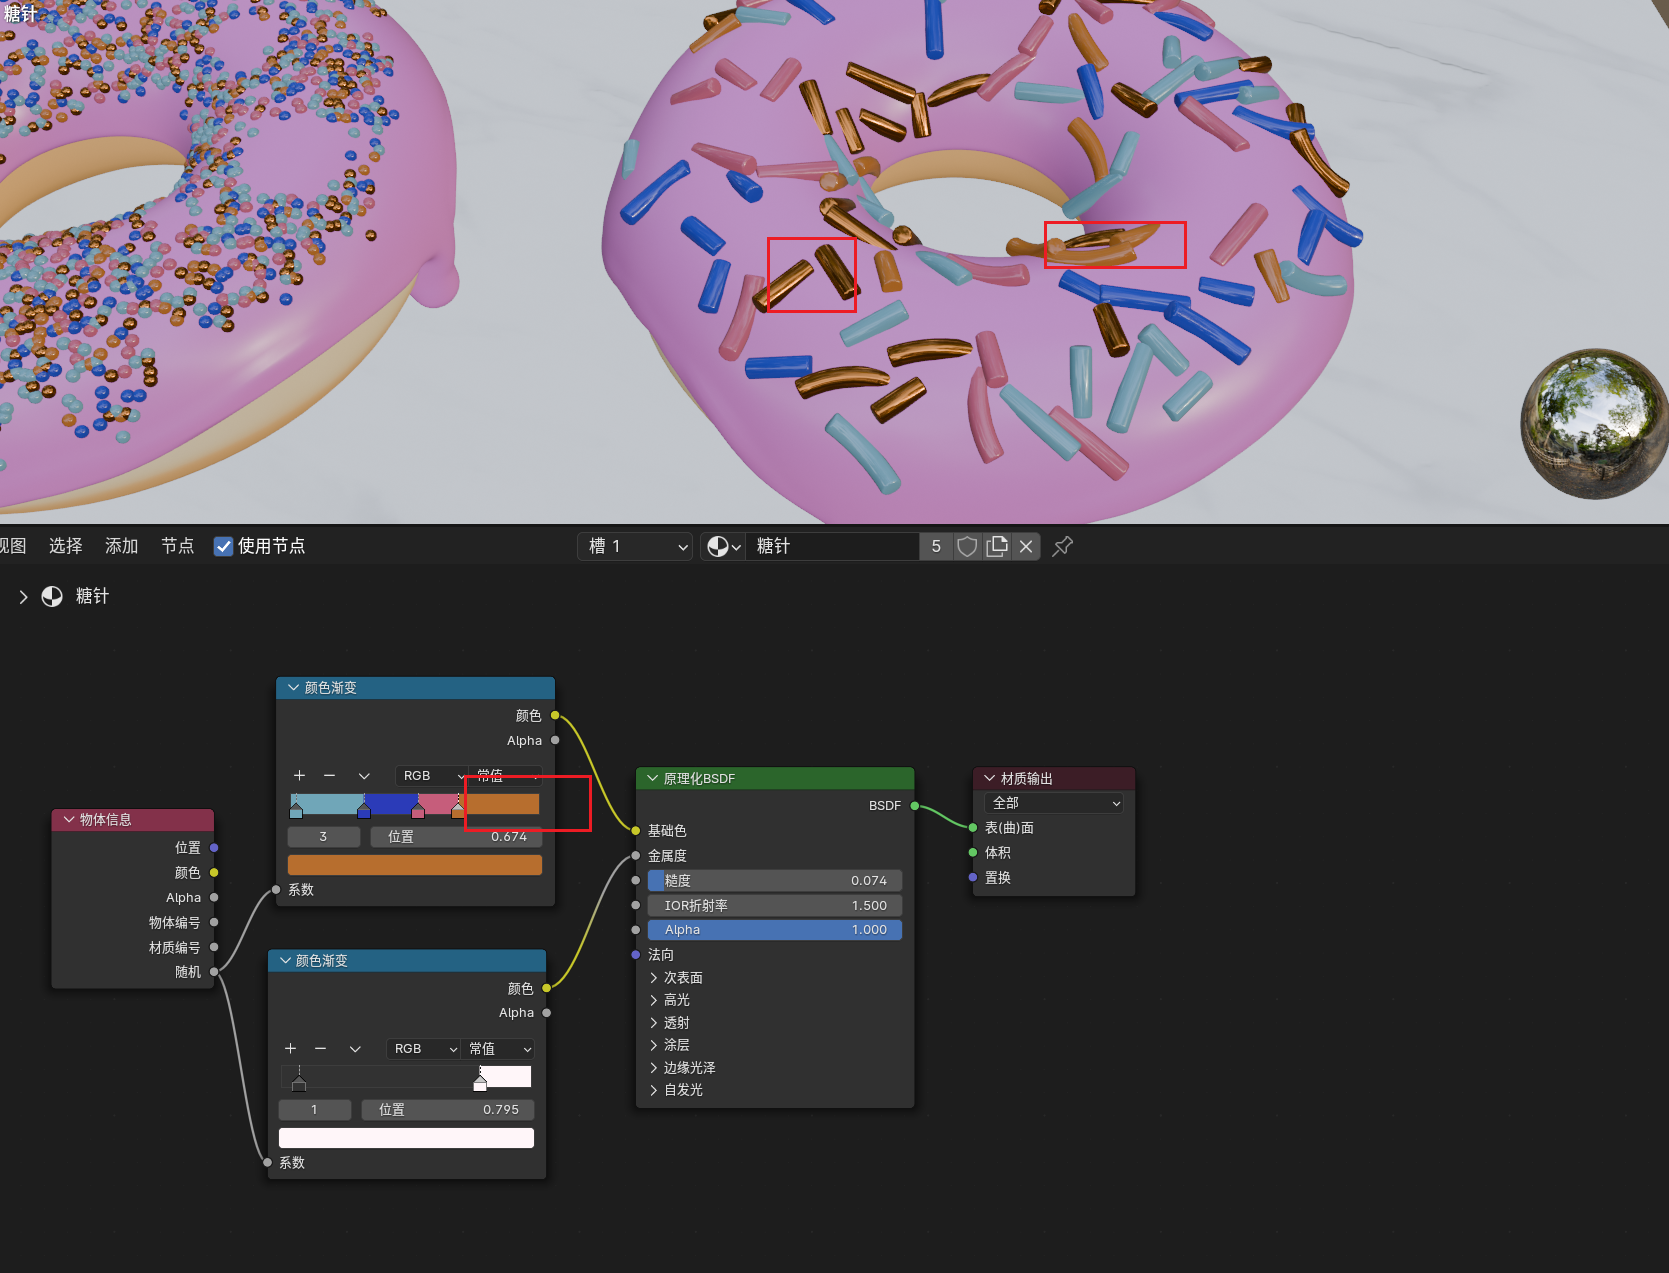 糖针
视图 选择 添加 节点 使用节点 槽 1 糖针 5
糖针
颜色渐变
颜色
Alpha
RGB 常值
3 位置 0.674
系数
物体信息
位置
颜色
Alpha
物体编号
材质编号
随机
颜色渐变
颜色
Alpha
RGB 常值
1 位置 0.795
系数
原理化BSDF
BSDF
基础色
金属度
糙度 0.074
IOR折射率 1.500
Alpha 1.000
法向
次表面
高光
透射
涂层
边缘光泽
自发光
材质输出
全部
表(曲)面
体积
置换